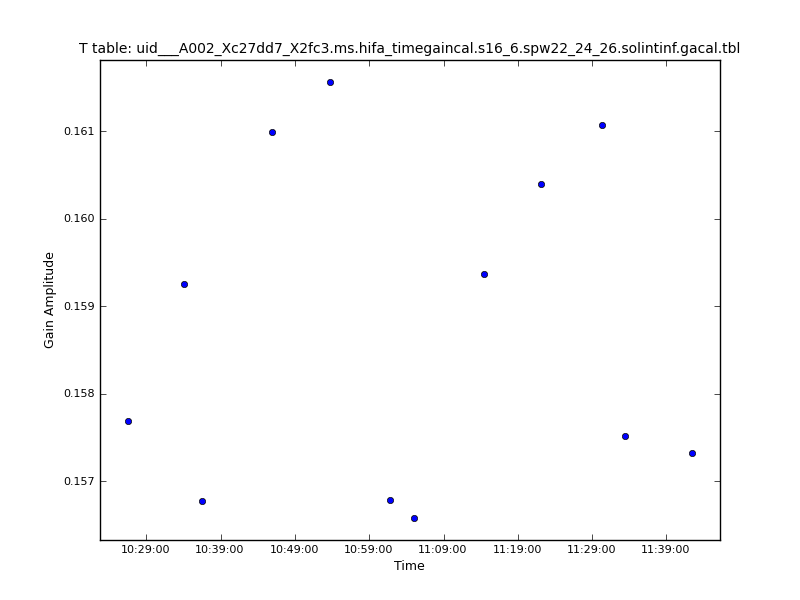 T table: uid___A002_Xc27dd7_X2fc3.ms.hifa_timegaincal.s16_6.spw22_24_26.solintinf.gacal.tbl
0.161
0.160
0.159
0.158
0.157
Gain Amplitude
10:29:00 10:39:00 10:49:00 10:59:00 11:09:00 11:19:00 11:29:00 11:39:00
Time